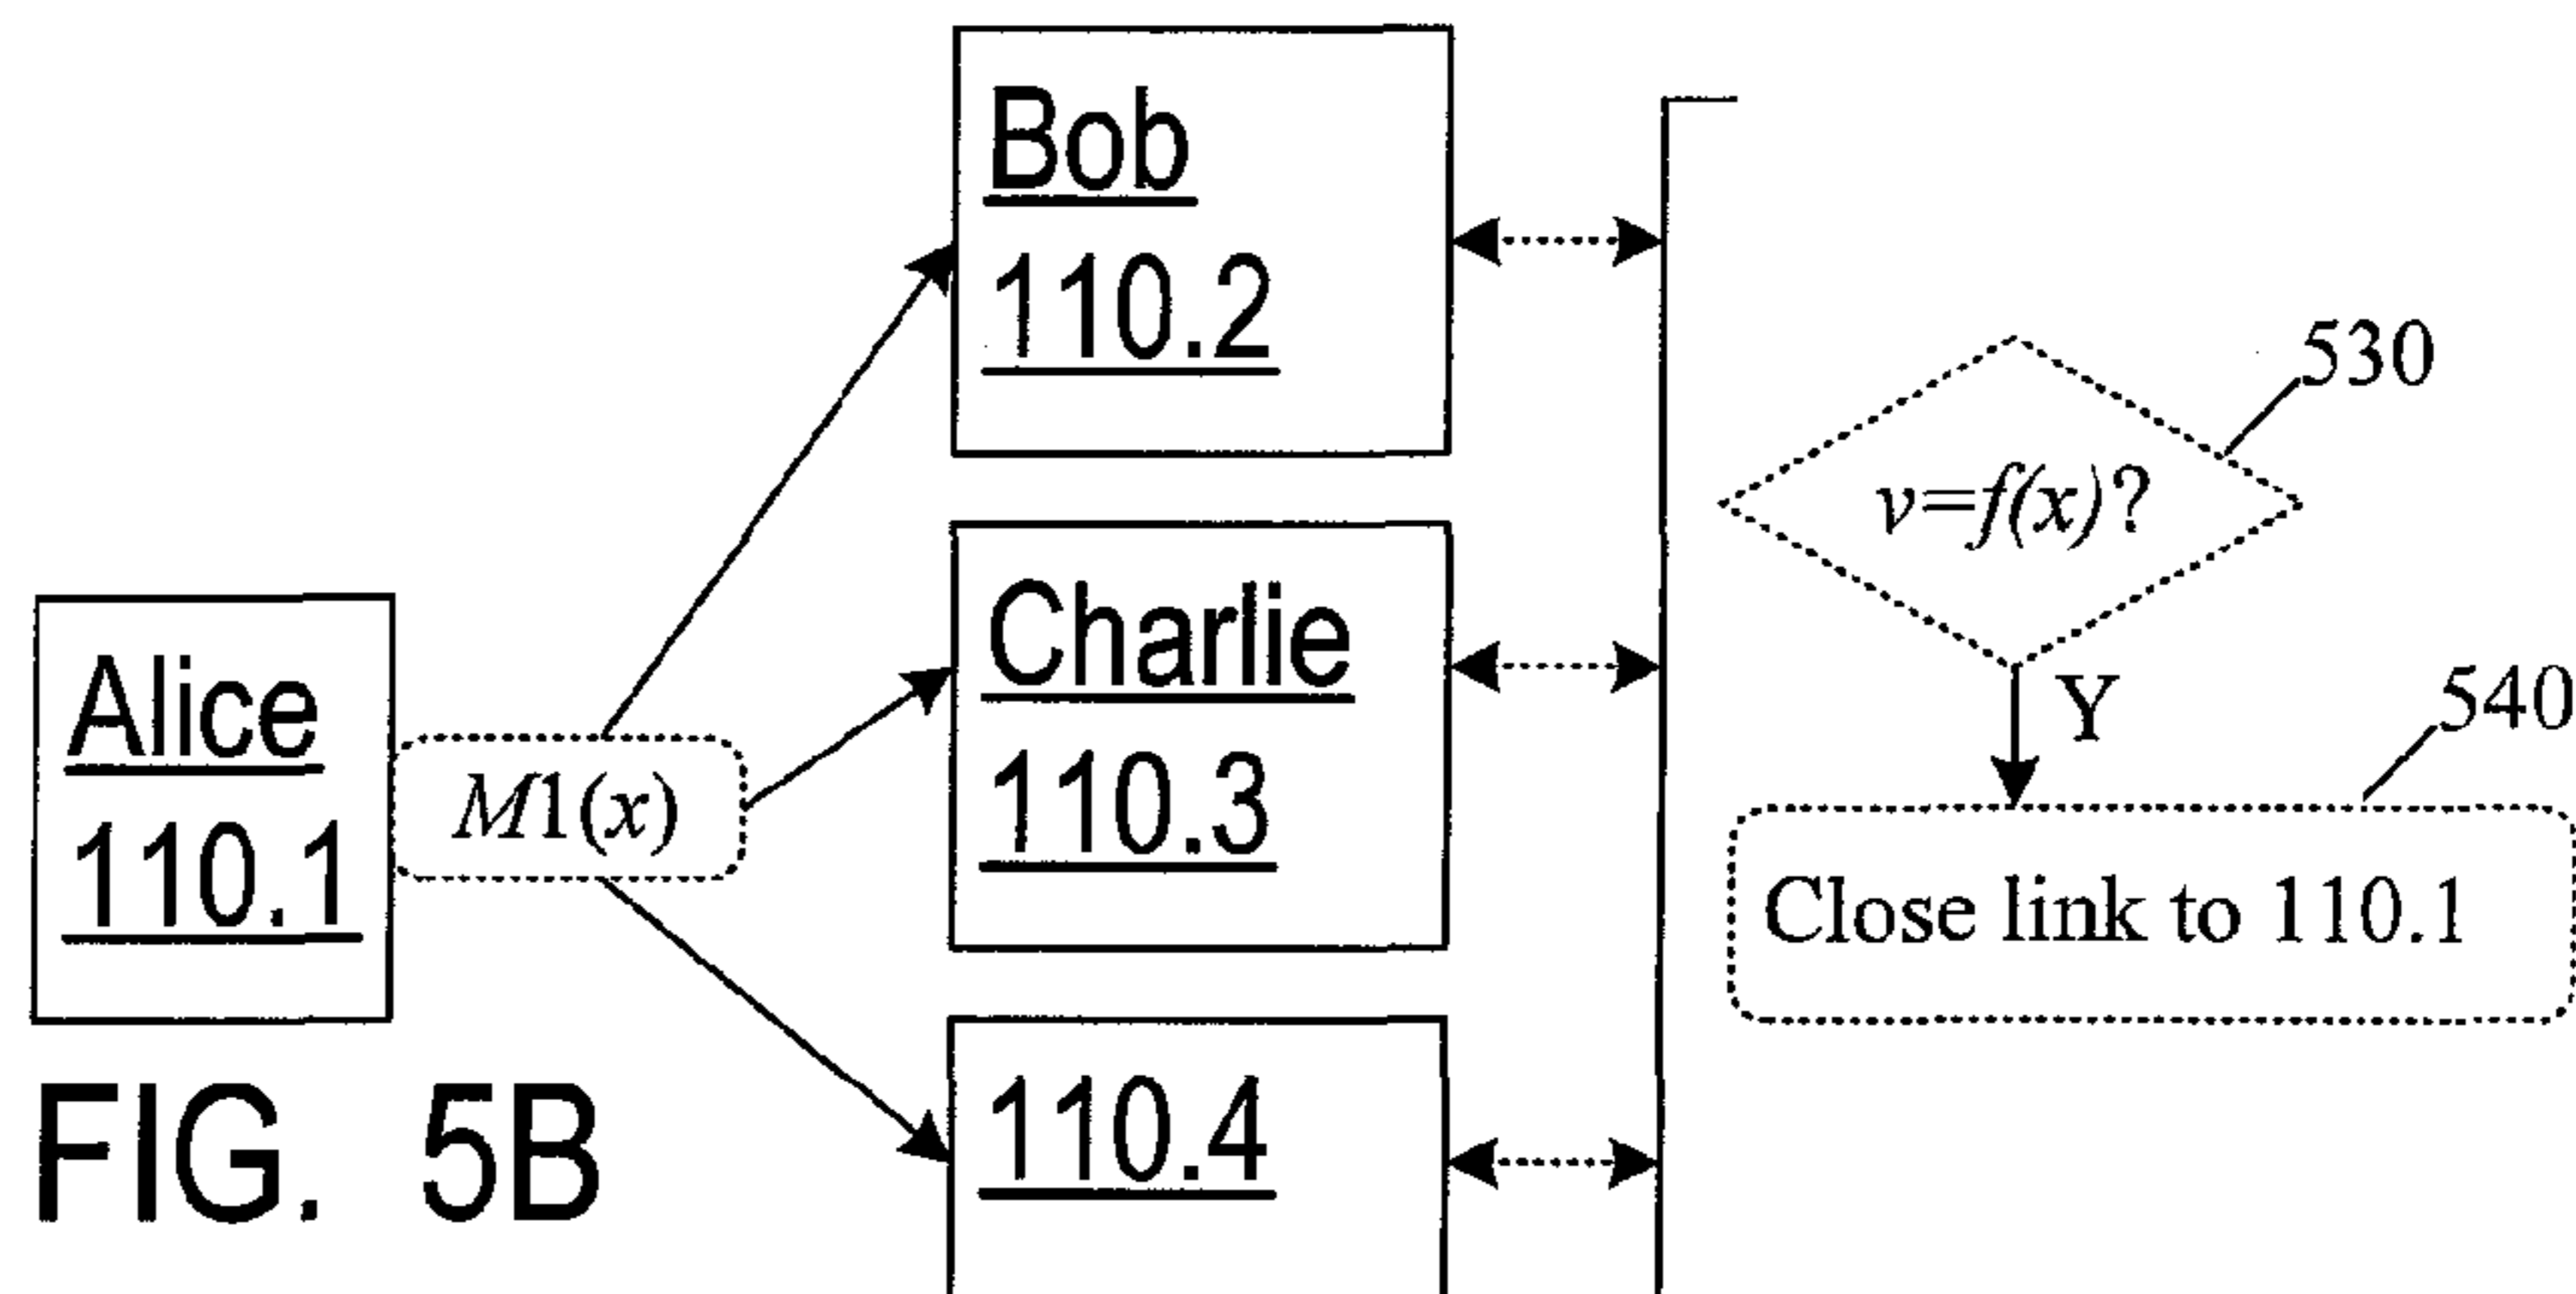 Bob
110.2
530
v=f(x)?
Charlie
110.3
Y
540
Alice
110.1
M1(x)
Close link to 110.1
110.4
FIG. 5B